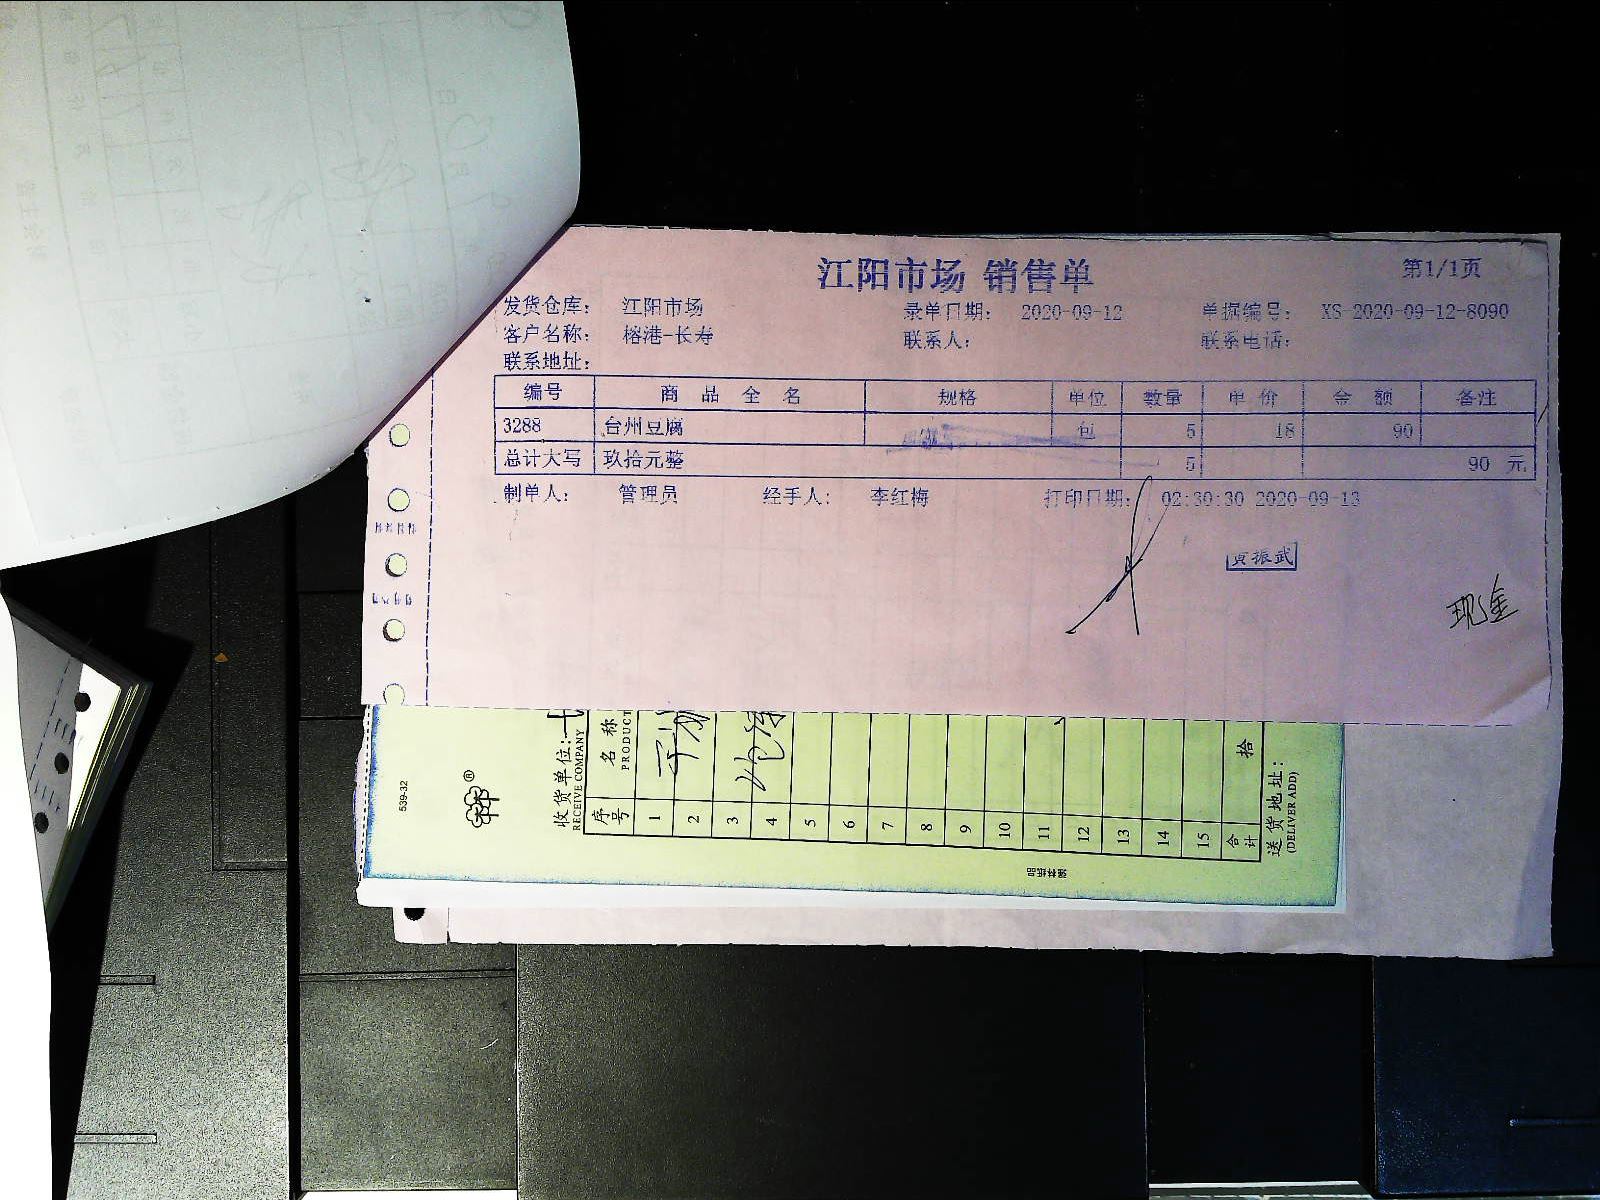 江阳市场 销售单
第1/1页
发货仓库： 江阳市场 录单日期： 2020-09-12 单据编号： XS-2020-09-12-8090
客户名称： 榕港-长寿 联系人： 联系电话：
联系地址：
编号 商品全名 规格 单位 数量 单价 金额 备注
3288 台州豆腐 包 5 18 90
总计大写 玖拾元整 5 90 元
制单人： 管理员 经手人： 李红梅 打印日期： 02:30:30 2020-09-13
振武
现金
539-32
®
收货单位：
RECEIVE COMPANY
序号 名称
PRODUCT
1
2
3
4
5
6
7
8
9
10
11
12
13
14
15
合计 拾
送货地址：
(DELIVER ADD)